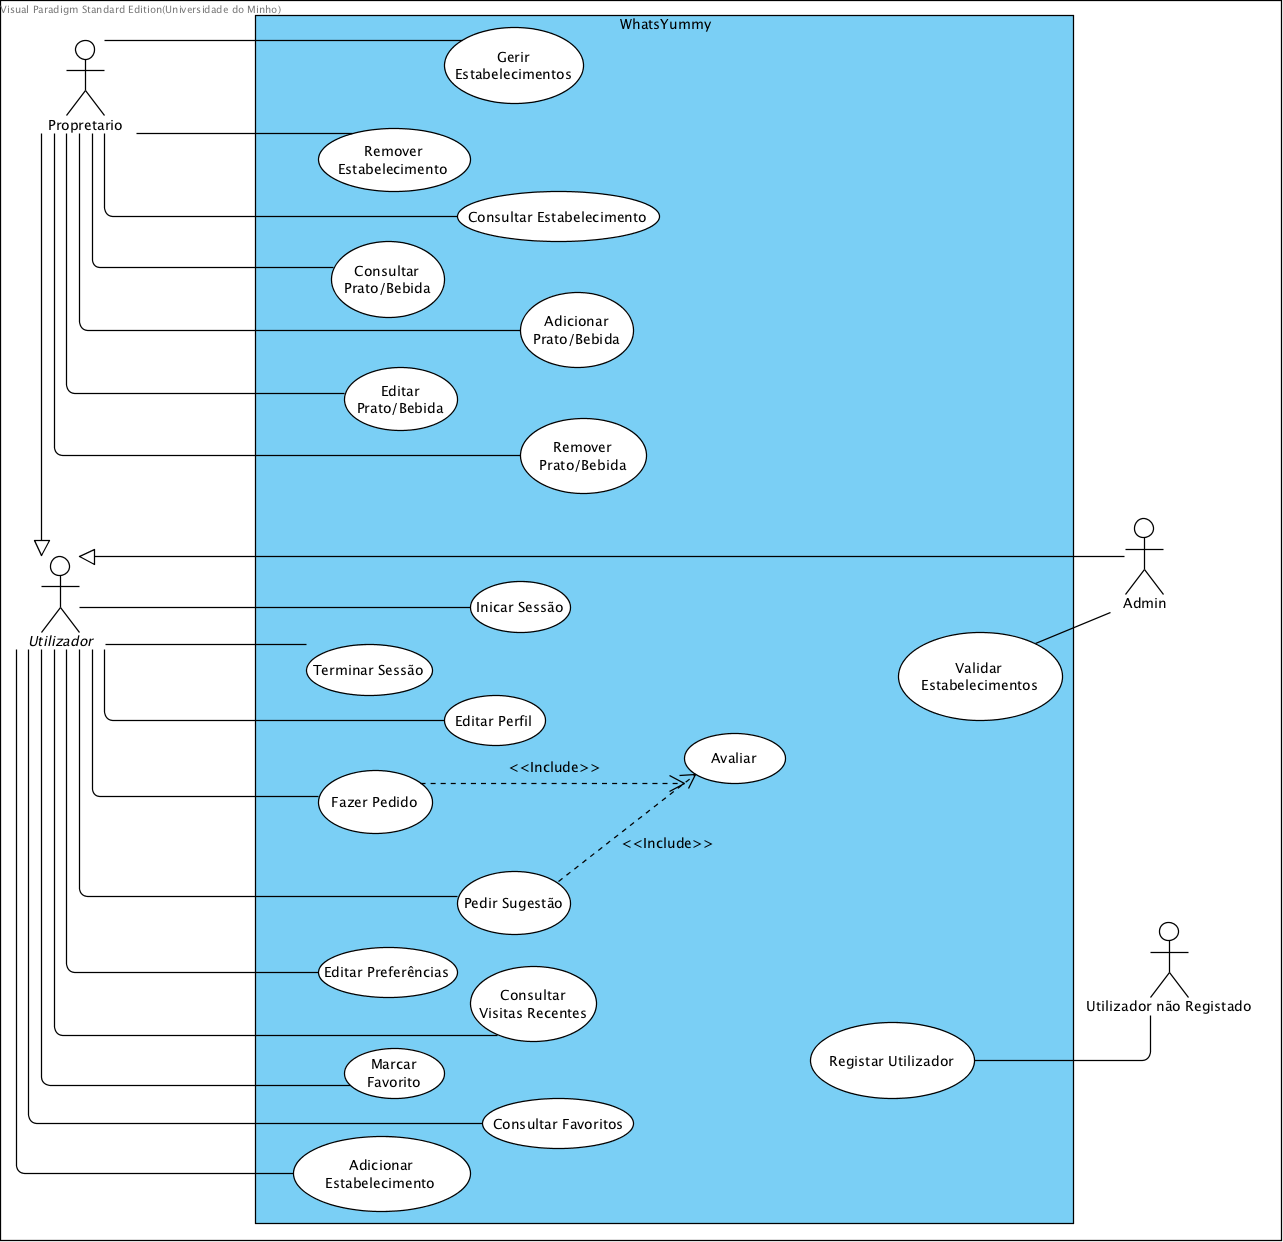 Visual Paradigm Standard Edition(Universidade do Minho)
WhatsYummy
Gerir
Estabelecimentos
Propretario
Remover
Estabelecimento
Consultar Estabelecimento
Consultar
Prato/Bebida
Adicionar
Prato/Bebida
Editar
Prato/Bebida
Remover
Prato/Bebida
Admin
Inicar Sessão
Utilizador
Terminar Sessão
Validar
Estabelecimentos
Editar Perfil
Avaliar
<<Include>>
Fazer Pedido
<<Include>>
Pedir Sugestão
Editar Preferências
Consultar
Visitas Recentes
Utilizador não Registado
Registar Utilizador
Marcar
Favorito
Consultar Favoritos
Adicionar
Estabelecimento